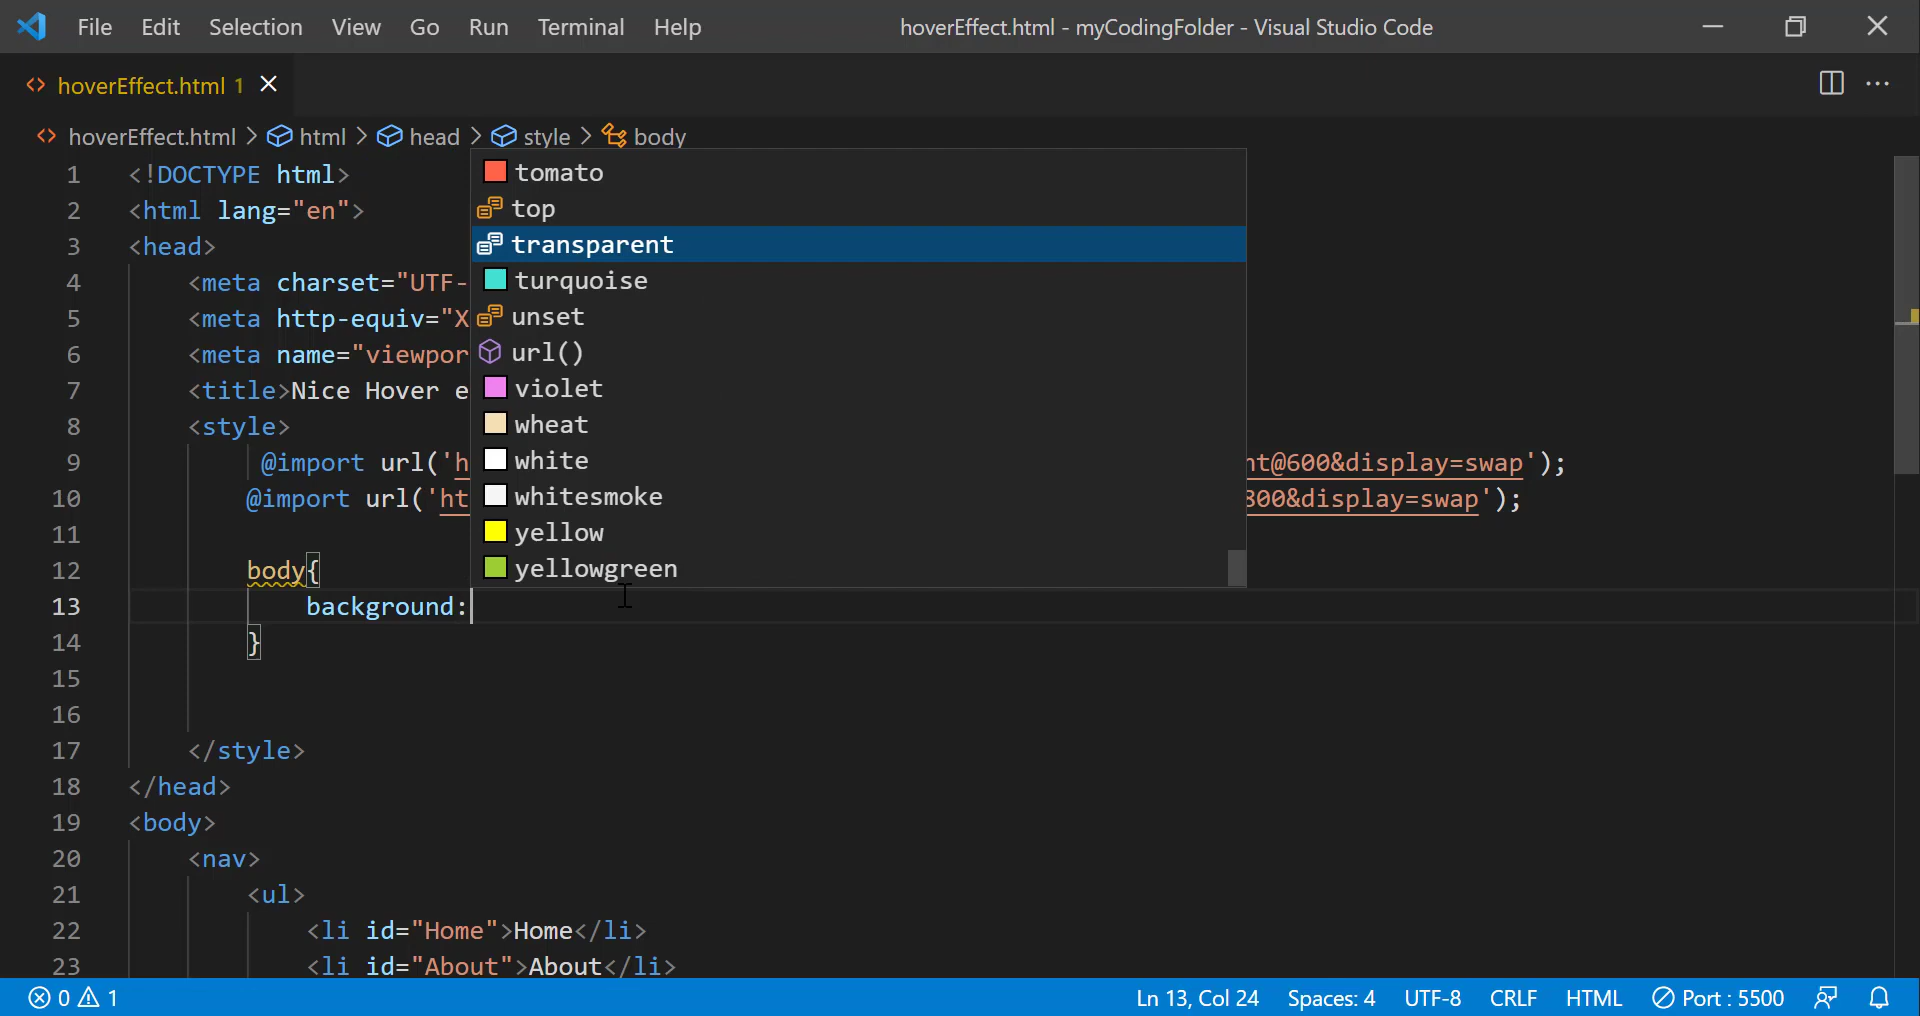 File Edit Selection View Go Run Terminal Help hoverEffect.html - myCodingFolder - Visual Studio Code
hoverEffect.html 1
hoverEffect.html > html > head > style > body
tomato
top
transparent
turquoise
unset
url()
violet
wheat
white
whitesmoke
yellow
yellowgreen
1 <!DOCTYPE html>
2 <html lang="en">
3 <head>
4 <meta charset="UTF-
5 <meta http-equiv="X
6 <meta name="viewpor
7 <title>Nice Hover e
8 <style>
9 @import url('h nt@600&display=swap');
10 @import url('ht 800&display=swap');
11
12 body{
13 background:
14 }
15
16
17 </style>
18 </head>
19 <body>
20 <nav>
21 <ul>
22 <li id="Home">Home</li>
23 <li id="About">About</li>
0 1 Ln 13, Col 24 Spaces: 4 UTF-8 CRLF HTML Port : 5500